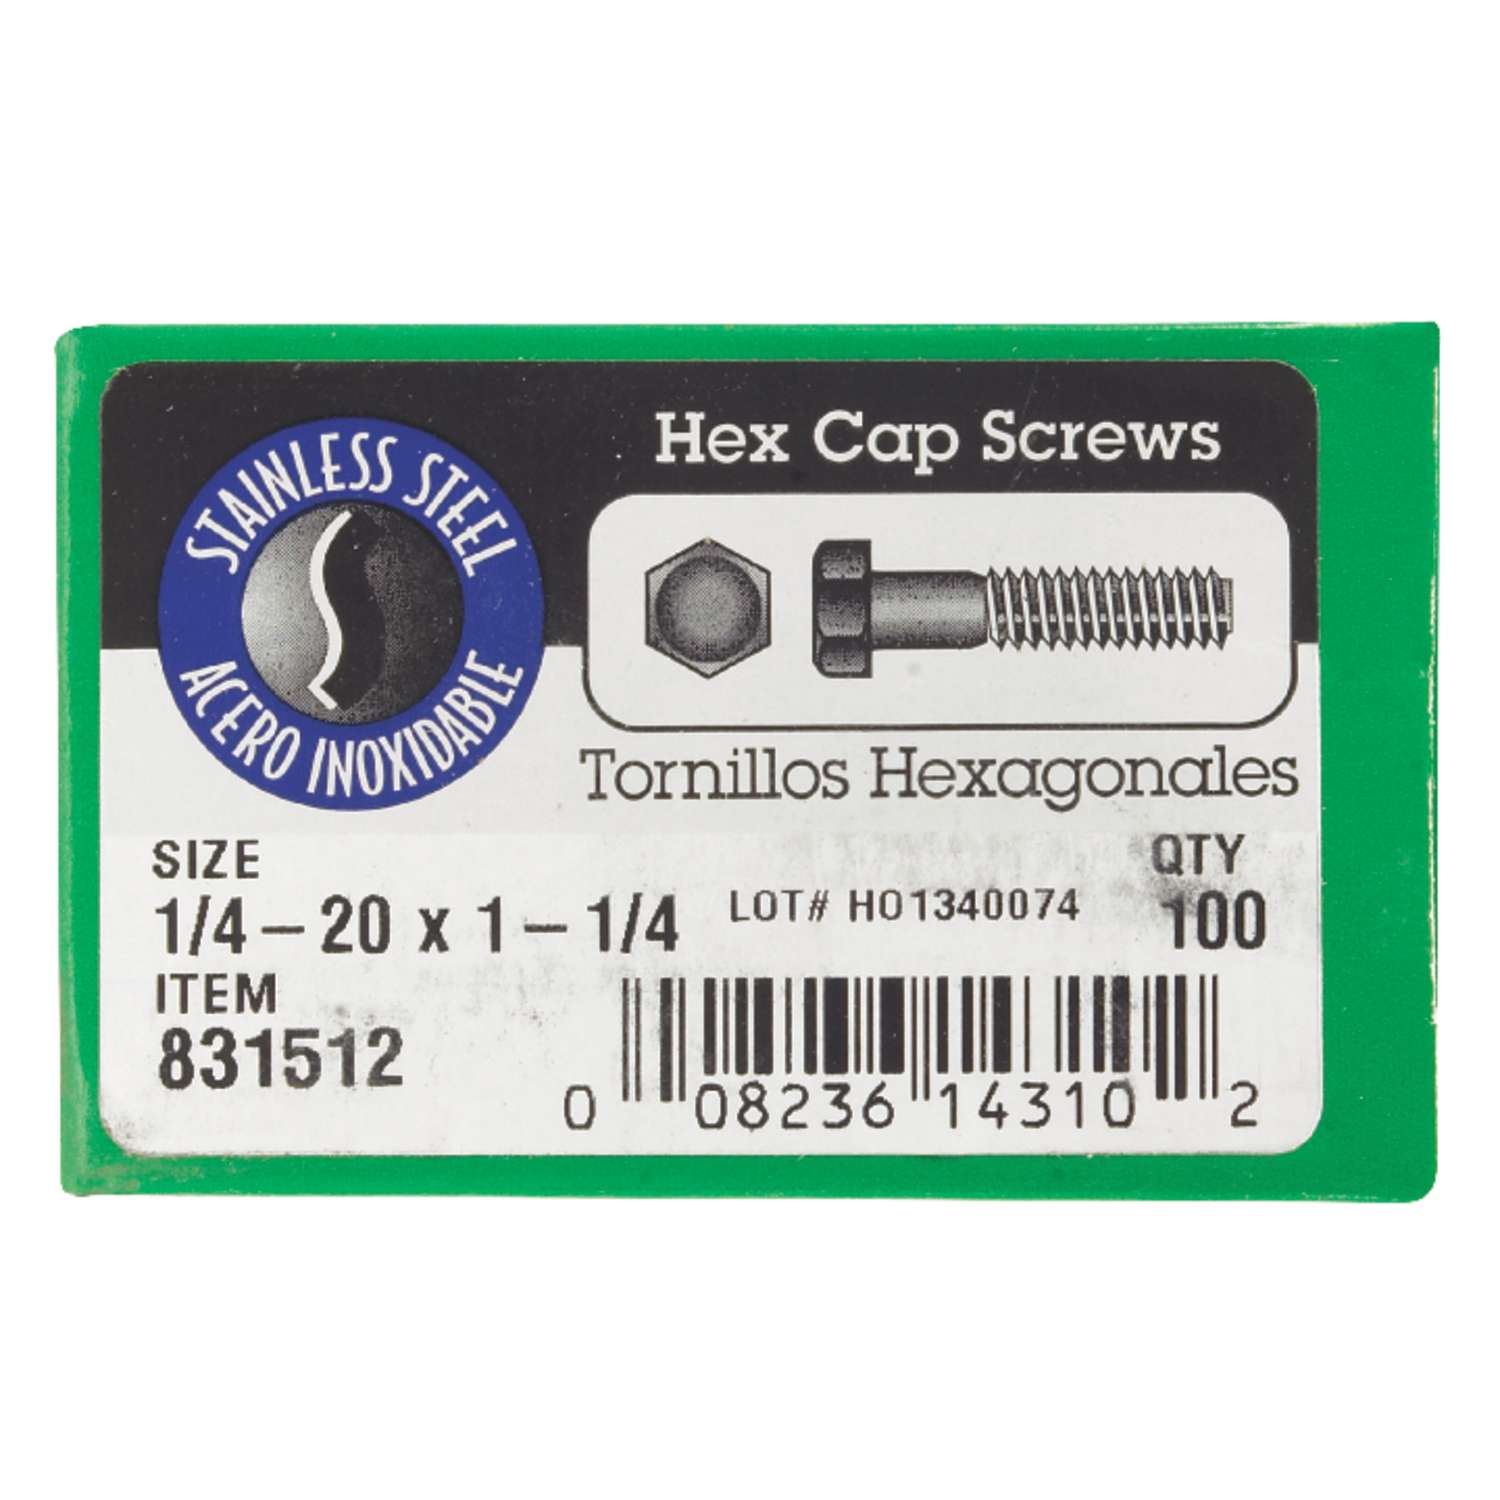 STAINLESS STEEL
ACERO INOXIDABLE
Hex Cap Screws
Tornillos Hexagonales
SIZE
1/4 – 20 x 1 – 1/4
LOT# HO1340074
QTY
100
ITEM
831512
0 08236 14310 2